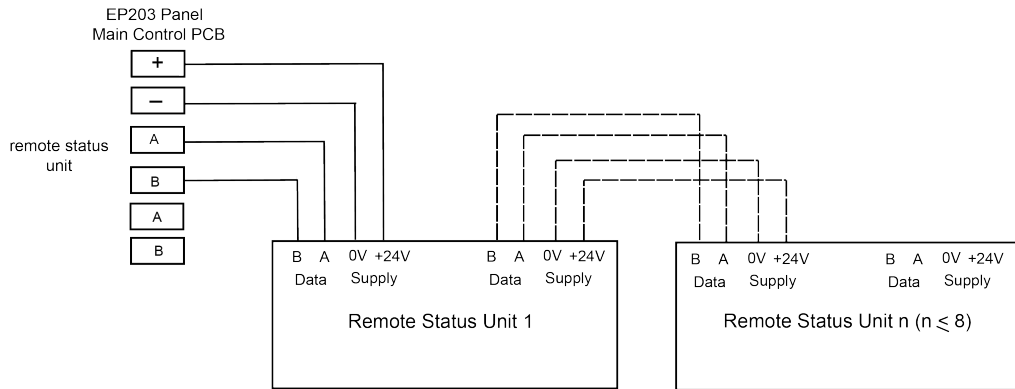 EP203 Panel
Main Control PCB
+
−
remote status
unit
A
B
A
B
B A 0V +24V
Data Supply
B A 0V +24V
Data Supply
Remote Status Unit 1
B A 0V +24V
Data Supply
B A 0V +24V
Data Supply
Remote Status Unit n (n ≤ 8)